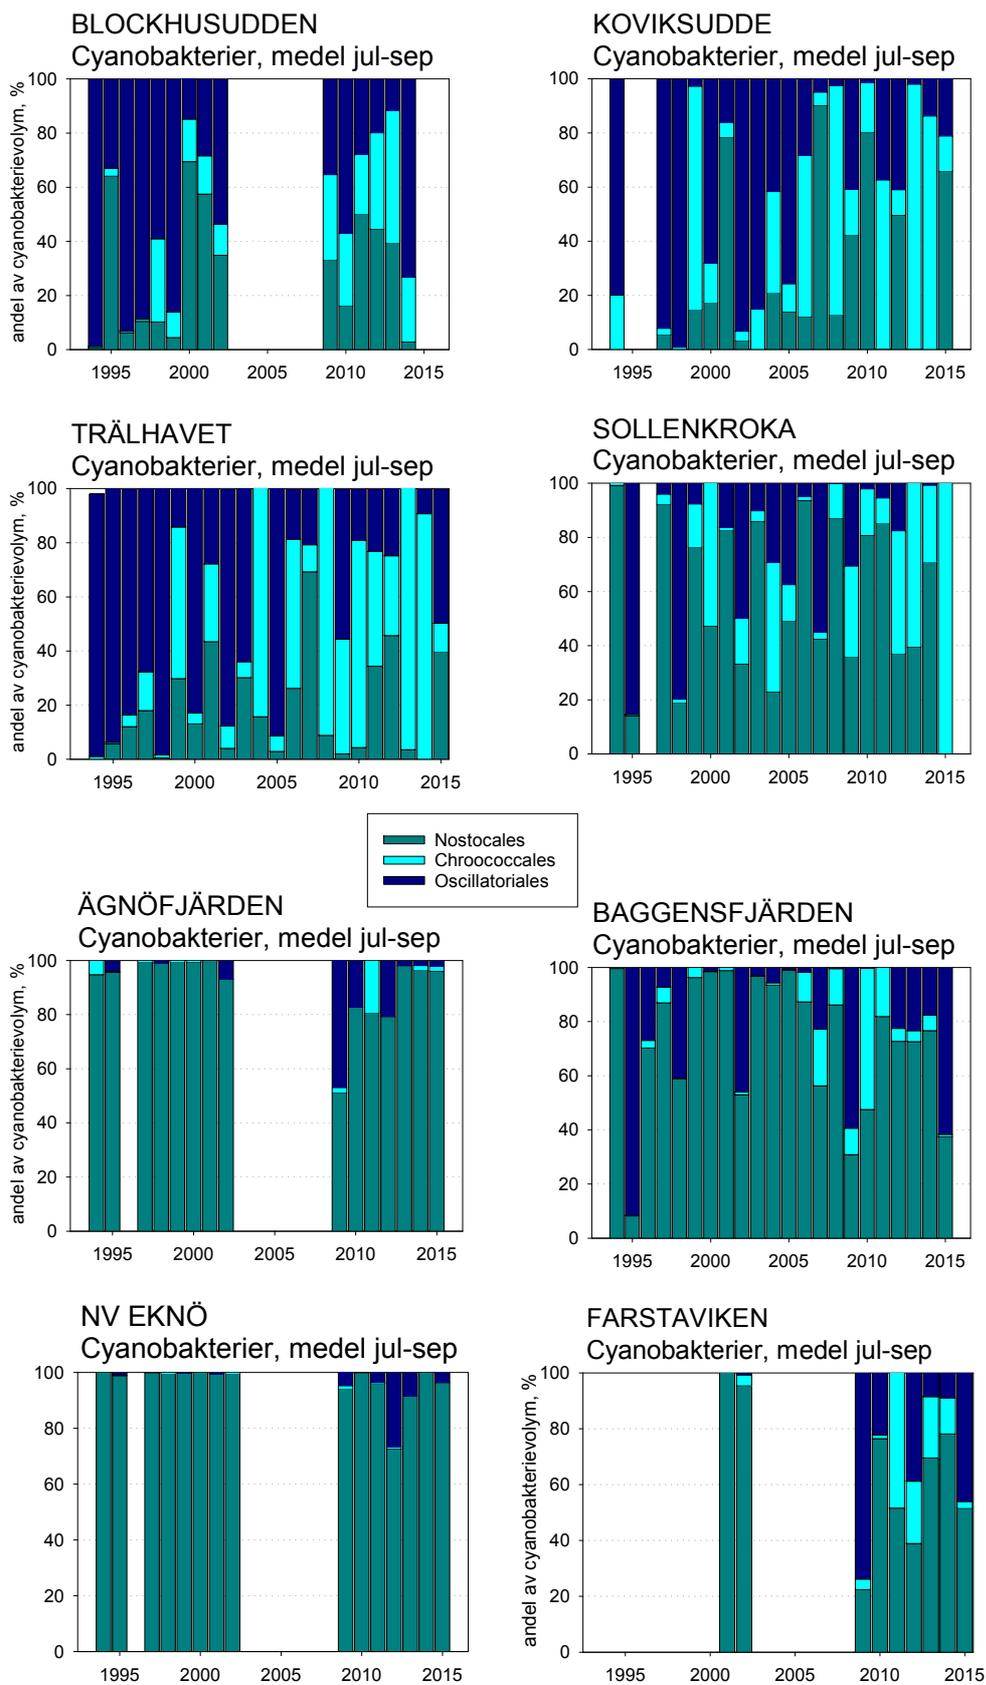 BLOCKHUSUDDEN
Cyanobakterier, medel jul-sep
andel av cyanobakterievolym, %
100
80
60
40
20
0
1995 2000 2005 2010 2015
KOVIKSUDDE
Cyanobakterier, medel jul-sep
100
80
60
40
20
0
1995 2000 2005 2010 2015
TRÄLHAVET
Cyanobakterier, medel jul-sep
andel av cyanobakterievolym, %
100
80
60
40
20
0
1995 2000 2005 2010 2015
SOLLENKROKA
Cyanobakterier, medel jul-sep
100
80
60
40
20
0
1995 2000 2005 2010 2015
Nostocales
Chroococcales
Oscillatoriales
ÄGNÖFJÄRDEN
Cyanobakterier, medel jul-sep
andel av cyanobakterievolym, %
100
80
60
40
20
0
1995 2000 2005 2010 2015
BAGGENSFJÄRDEN
Cyanobakterier, medel jul-sep
100
80
60
40
20
0
1995 2000 2005 2010 2015
NV EKNÖ
Cyanobakterier, medel jul-sep
100
80
60
40
20
0
1995 2000 2005 2010 2015
FARSTAVIKEN
Cyanobakterier, medel jul-sep
andel av cyanobakterievolym, %
100
80
60
40
20
0
1995 2000 2005 2010 2015